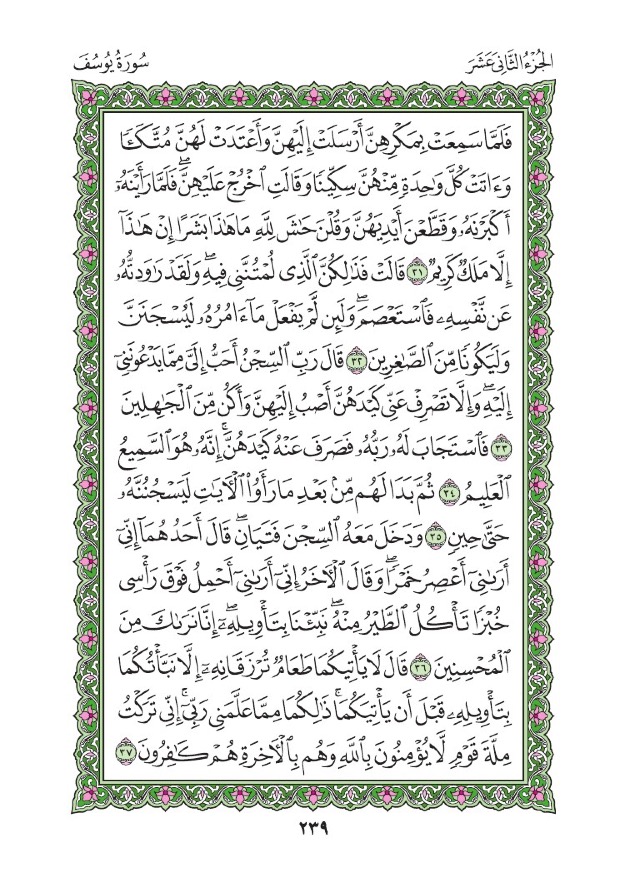 الجُزْءُ الثَّانِي عَشَرَ
سُورَةُ يُوسُفَ
فَلَمَّا سَمِعَتْ بِمَكْرِهِنَّ أَرْسَلَتْ إِلَيْهِنَّ وَأَعْتَدَتْ لَهُنَّ مُتَّكَـًٔا
وَءَاتَتْ كُلَّ وَٰحِدَةٍ مِّنْهُنَّ سِكِّينًا وَقَالَتِ ٱخْرُجْ عَلَيْهِنَّۖ فَلَمَّا رَأَيْنَهُۥٓ
أَكْبَرْنَهُۥ وَقَطَّعْنَ أَيْدِيَهُنَّ وَقُلْنَ حَٰشَ لِلَّهِ مَا هَٰذَا بَشَرًا إِنْ هَٰذَآ
إِلَّا مَلَكٌ كَرِيمٌ ٣١ قَالَتْ فَذَٰلِكُنَّ ٱلَّذِى لُمْتُنَّنِى فِيهِۖ وَلَقَدْ رَٰوَدتُّهُۥ
عَن نَّفْسِهِۦ فَٱسْتَعْصَمَۖ وَلَئِن لَّمْ يَفْعَلْ مَآ ءَامُرُهُۥ لَيُسْجَنَنَّ
وَلَيَكُونًا مِّنَ ٱلصَّٰغِرِينَ ٣٢ قَالَ رَبِّ ٱلسِّجْنُ أَحَبُّ إِلَىَّ مِمَّا يَدْعُونَنِىٓ
إِلَيْهِۖ وَإِلَّا تَصْرِفْ عَنِّى كَيْدَهُنَّ أَصْبُ إِلَيْهِنَّ وَأَكُن مِّنَ ٱلْجَٰهِلِينَ
٣٣ فَٱسْتَجَابَ لَهُۥ رَبُّهُۥ فَصَرَفَ عَنْهُ كَيْدَهُنَّۚ إِنَّهُۥ هُوَ ٱلسَّمِيعُ
ٱلْعَلِيمُ ٣٤ ثُمَّ بَدَا لَهُم مِّنۢ بَعْدِ مَا رَأَوُا۟ ٱلْـَٔايَٰتِ لَيَسْجُنُنَّهُۥ
حَتَّىٰ حِينٍ ٣٥ وَدَخَلَ مَعَهُ ٱلسِّجْنَ فَتَيَانِۖ قَالَ أَحَدُهُمَآ إِنِّىٓ
أَرَىٰنِىٓ أَعْصِرُ خَمْرًاۖ وَقَالَ ٱلْـَٔاخَرُ إِنِّىٓ أَرَىٰنِىٓ أَحْمِلُ فَوْقَ رَأْسِى
خُبْزًا تَأْكُلُ ٱلطَّيْرُ مِنْهُۖ نَبِّئْنَا بِتَأْوِيلِهِۦٓۖ إِنَّا نَرَىٰكَ مِنَ
ٱلْمُحْسِنِينَ ٣٦ قَالَ لَا يَأْتِيكُمَا طَعَامٌ تُرْزَقَانِهِۦٓ إِلَّا نَبَّأْتُكُمَا
بِتَأْوِيلِهِۦ قَبْلَ أَن يَأْتِيَكُمَاۚ ذَٰلِكُمَا مِمَّا عَلَّمَنِى رَبِّىٓۚ إِنِّى تَرَكْتُ
مِلَّةَ قَوْمٍ لَّا يُؤْمِنُونَ بِٱللَّهِ وَهُم بِٱلْـَٔاخِرَةِ هُمْ كَٰفِرُونَ ٣٧
٢٣٩